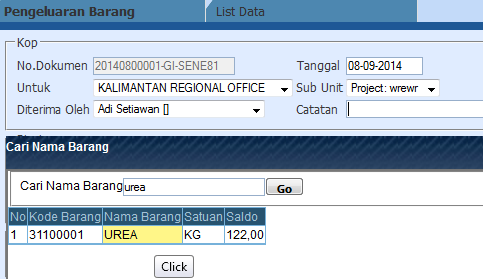 Pengeluaran Barang List Data
Kop
No.Dokumen 20140800001-GI-SENE81 Tanggal 08-09-2014
Untuk KALIMANTAN REGIONAL OFFICE Sub Unit Project: wrewr
Diterima Oleh Adi Setiawan [] Catatan
Cari Nama Barang
Cari Nama Barang urea Go
No Kode Barang Nama Barang Satuan Saldo
1 31100001 UREA KG 122,00
Click